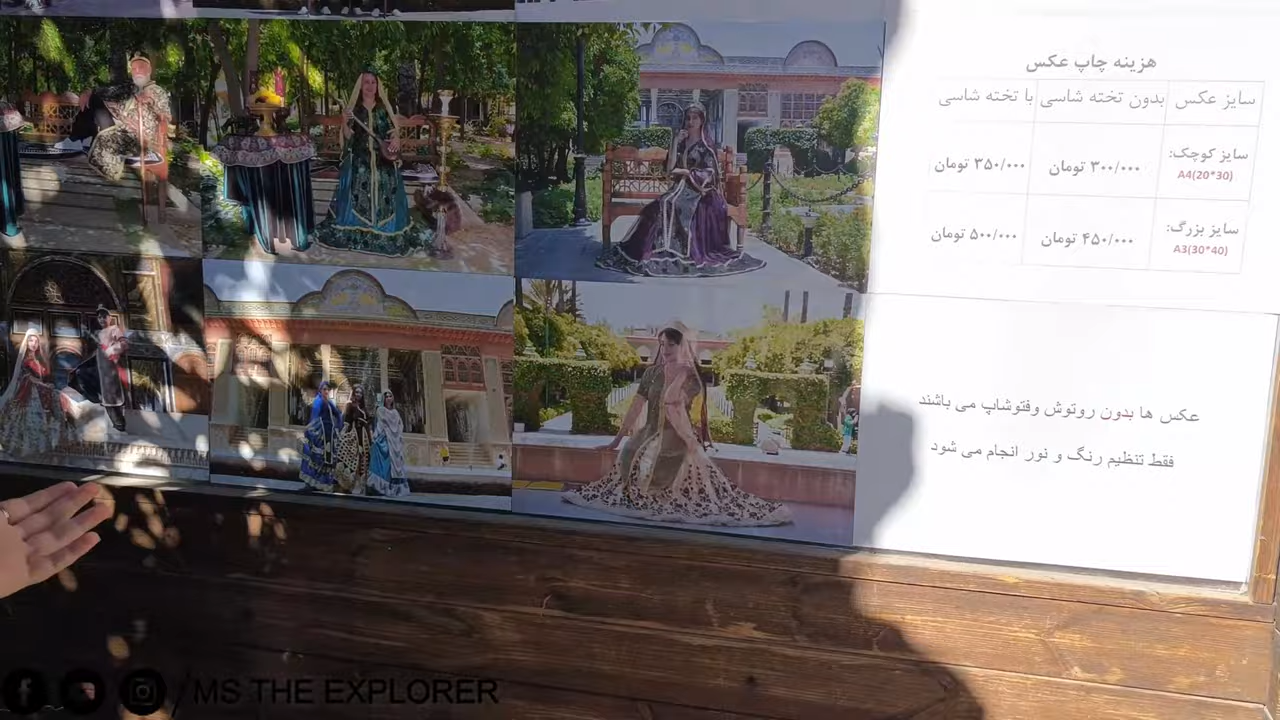 هزینه چاپ عکس
سایز عکس بدون تخته شاسی با تخته شاسی
سایز کوچک: ۳۰۰/۰۰۰ تومان ۳۵۰/۰۰۰ تومان
A4(20*30)
سایز بزرگ: ۴۵۰/۰۰۰ تومان ۵۰۰/۰۰۰ تومان
A3(30*40)
عکس ها بدون روتوش وفتوشاپ می باشند
فقط تنظیم رنگ و نور انجام می شود
/MS THE EXPLORER